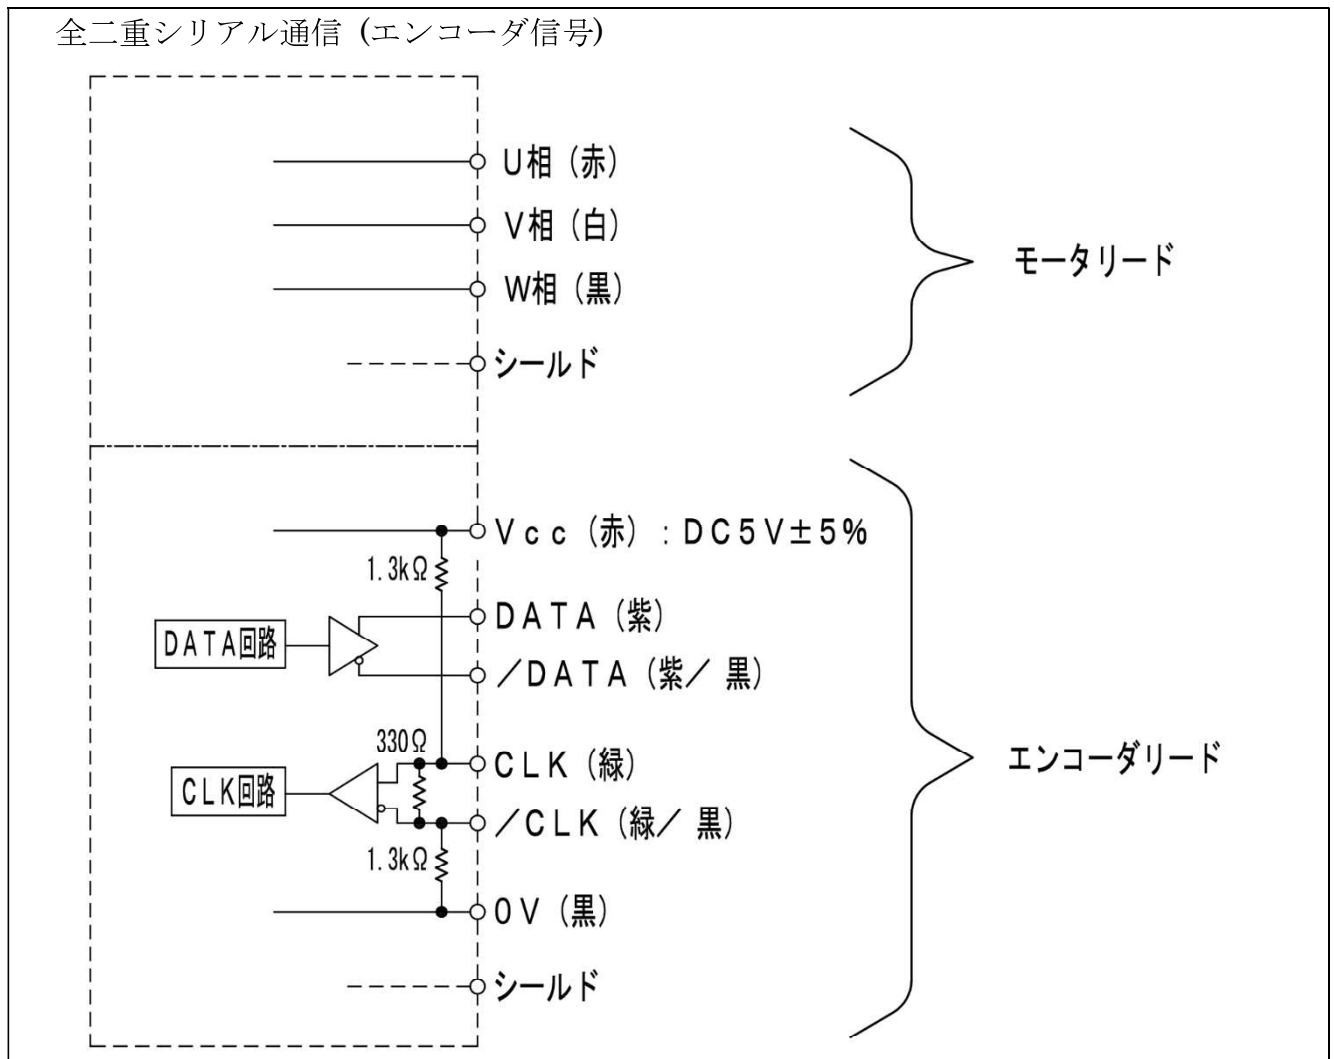 全二重シリアル通信 (エンコーダ信号)
U相（赤）
V相（白）
W相（黒）
モータリード
シールド
Vcc（赤）：DC5V±5%
1.3kΩ
DATA（紫）
DATA回路
／DATA（紫／黒）
330Ω
CLK（緑）
エンコーダリード
CLK回路
／CLK（緑／黒）
1.3kΩ
0V（黒）
シールド